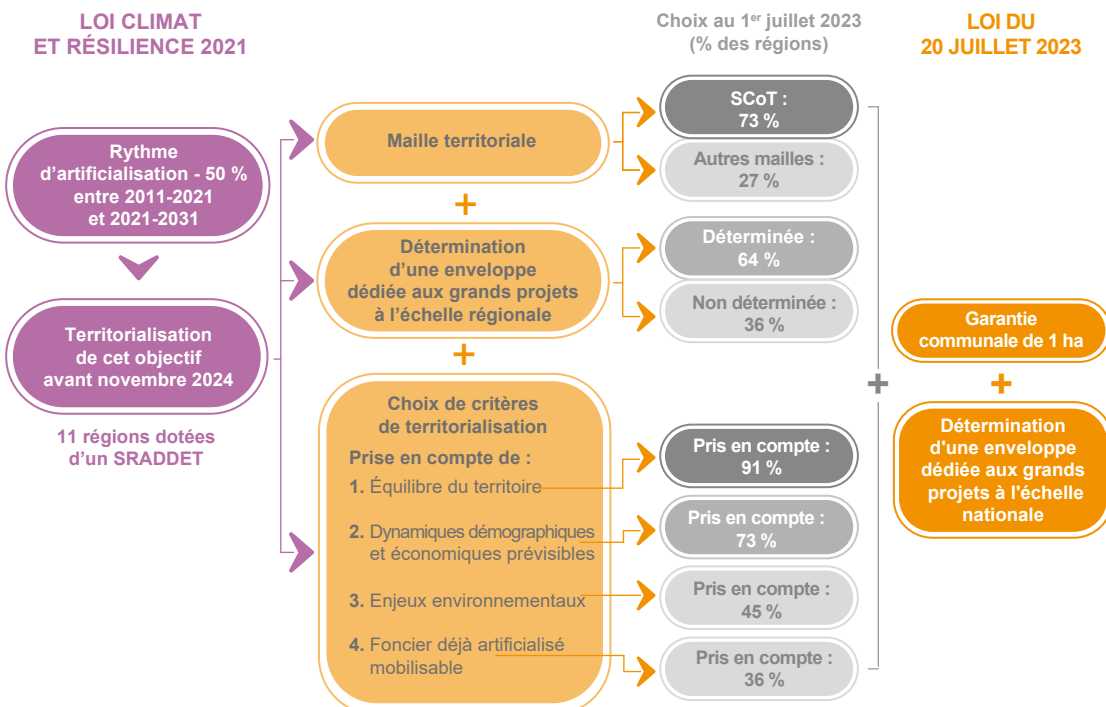 LOI CLIMAT
ET RÉSILIENCE 2021
Rythme
d'artificialisation - 50 %
entre 2011-2021
et 2021-2031
Territorialisation
de cet objectif
avant novembre 2024
11 régions dotées
d'un SRADDET
Maille territoriale
+
Détermination
d'une enveloppe
dédiée aux grands projets
à l'échelle régionale
+
Choix de critères
de territorialisation
Prise en compte de :
1. Équilibre du territoire
2. Dynamiques démographiques
et économiques prévisibles
3. Enjeux environnementaux
4. Foncier déjà artificialisé
mobilisable
Choix au 1er juillet 2023
(% des régions)
SCoT :
73 %
Autres mailles :
27 %
Déterminée :
64 %
Non déterminée :
36 %
Pris en compte :
91 %
Pris en compte :
73 %
Pris en compte :
45 %
Pris en compte :
36 %
+
LOI DU
20 JUILLET 2023
Garantie
communale de 1 ha
+
Détermination
d'une enveloppe
dédiée aux grands
projets à l'échelle
nationale